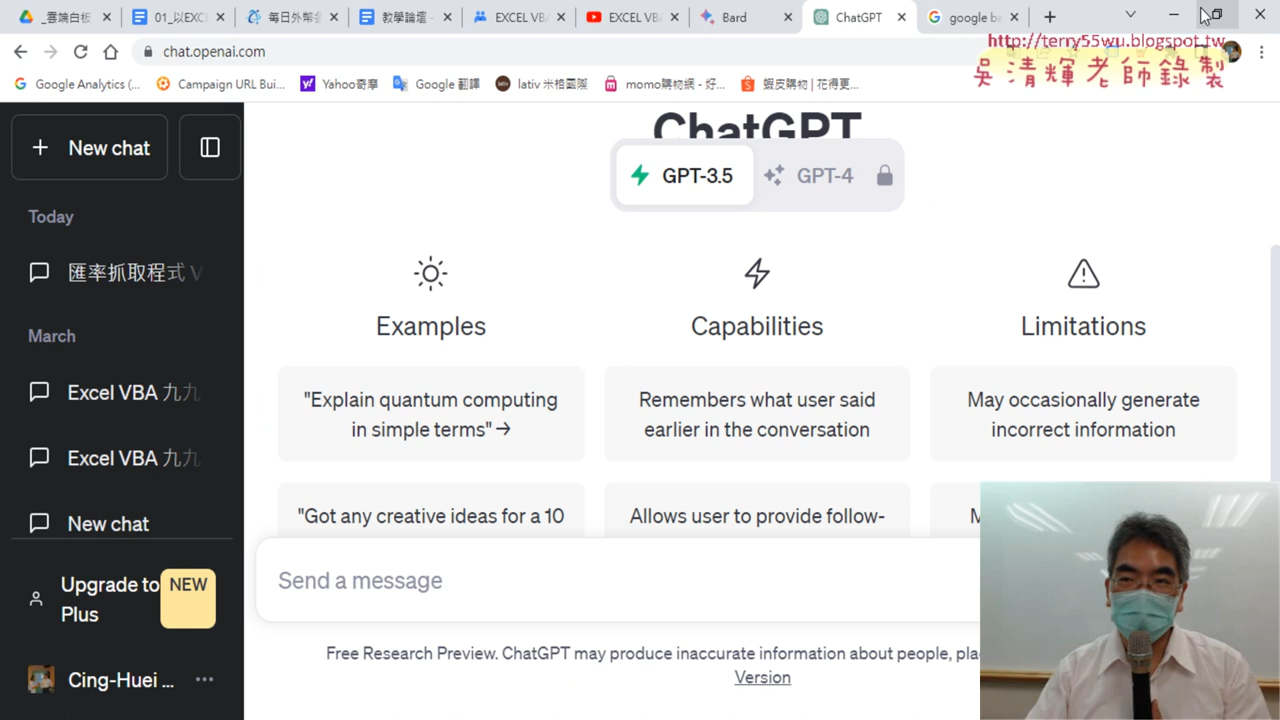 _雲端白板
01_以EXC
每日外幣參
教學論壇 -
EXCEL VBA
EXCEL VBA
Bard
ChatGPT
google ba
chat.openai.com
http://terry55wu.blogspot.tw
吳清輝老師錄製
Google Analytics (...
Campaign URL Bui...
Yahoo奇摩
Google 翻譯
lativ 米格國際
momo購物網 - 好...
蝦皮購物 | 花得更...
New chat
Today
匯率抓取程式 V
March
Excel VBA 九九
Excel VBA 九九
New chat
Upgrade to Plus
NEW
Cing-Huei ...
ChatGPT
GPT-3.5
GPT-4
Examples
Capabilities
Limitations
"Explain quantum computing
in simple terms" →
Remembers what user said
earlier in the conversation
May occasionally generate
incorrect information
"Got any creative ideas for a 10
Allows user to provide follow-
Send a message
Free Research Preview. ChatGPT may produce inaccurate information about people, pla
Version